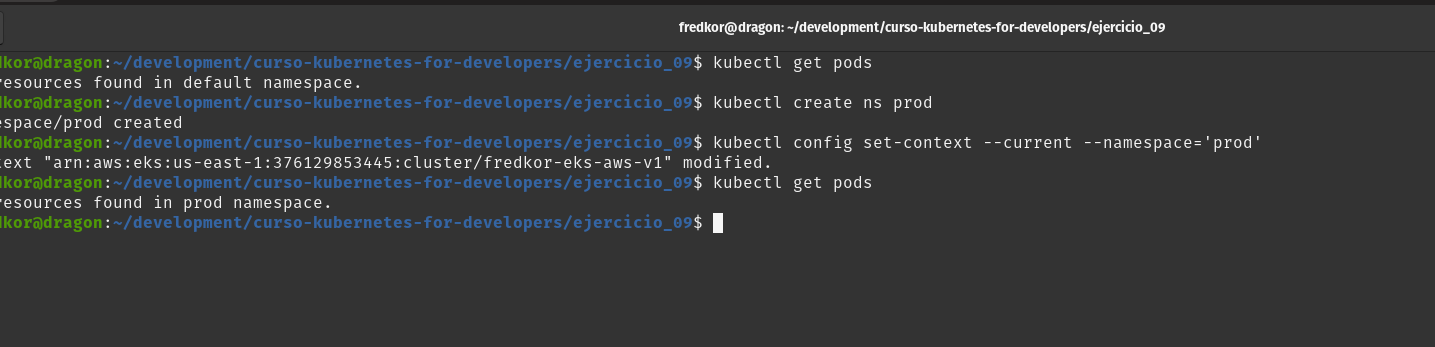 fredkor@dragon: ~/development/curso-kubernetes-for-developers/ejercicio_09
dkor@dragon:~/development/curso-kubernetes-for-developers/ejercicio_09$ kubectl get pods
resources found in default namespace.
dkor@dragon:~/development/curso-kubernetes-for-developers/ejercicio_09$ kubectl create ns prod
espace/prod created
dkor@dragon:~/development/curso-kubernetes-for-developers/ejercicio_09$ kubectl config set-context --current --namespace='prod'
text "arn:aws:eks:us-east-1:376129853445:cluster/fredkor-eks-aws-v1" modified.
dkor@dragon:~/development/curso-kubernetes-for-developers/ejercicio_09$ kubectl get pods
resources found in prod namespace.
dkor@dragon:~/development/curso-kubernetes-for-developers/ejercicio_09$